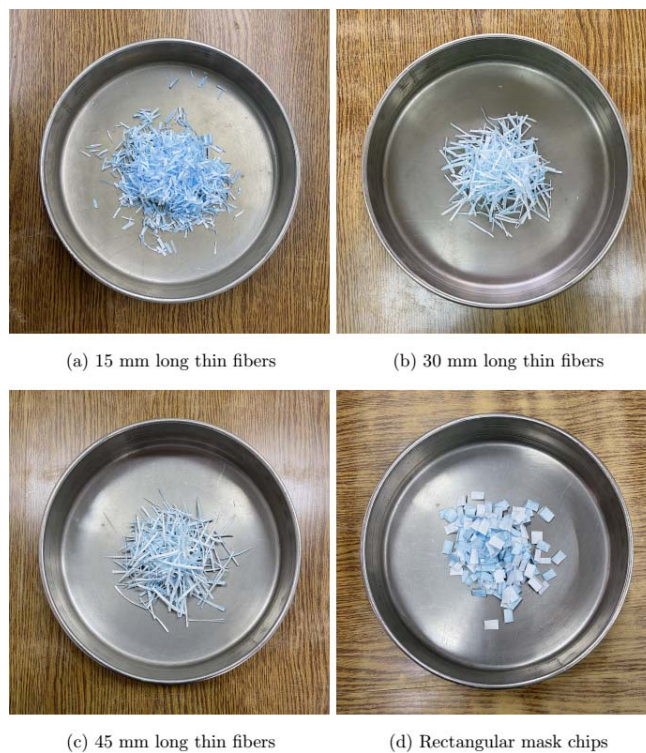 (a) 15 mm long thin fibers
(b) 30 mm long thin fibers
(c) 45 mm long thin fibers
(d) Rectangular mask chips